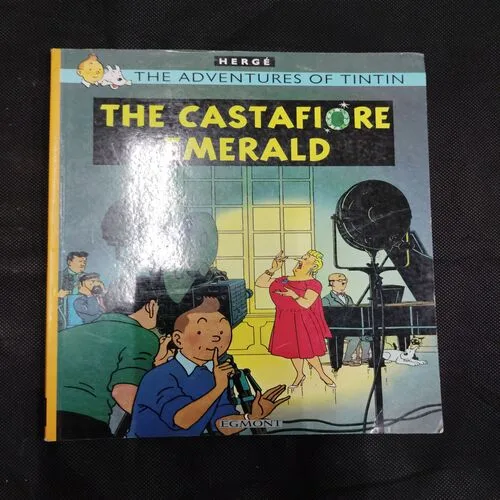 HERGÉ
THE ADVENTURES OF TINTIN
THE CASTAFIORE
EMERALD
EGMONT